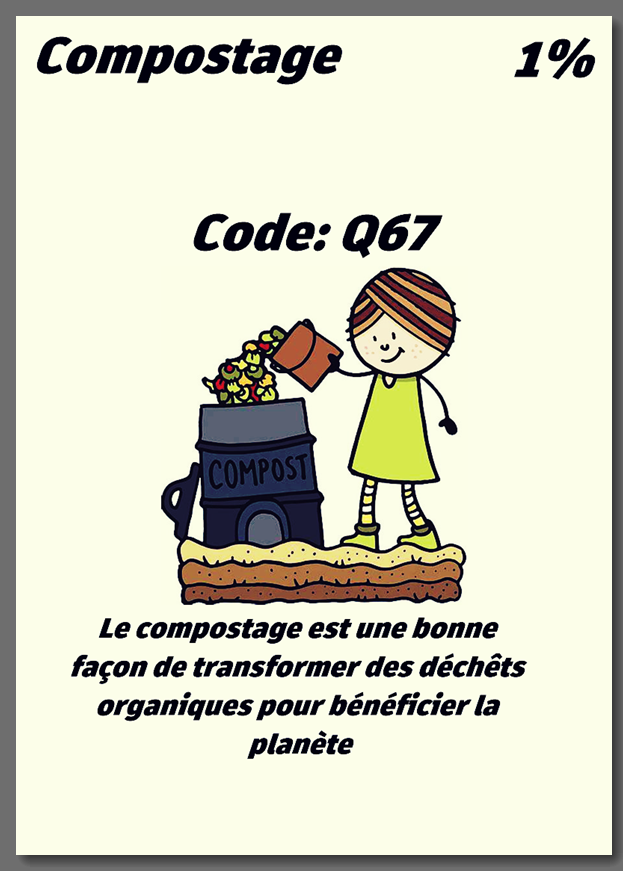 Compostage 1%
Code: Q67
COMPOST
Le compostage est une bonne
façon de transformer des déchêts
organiques pour bénéficier la
planète